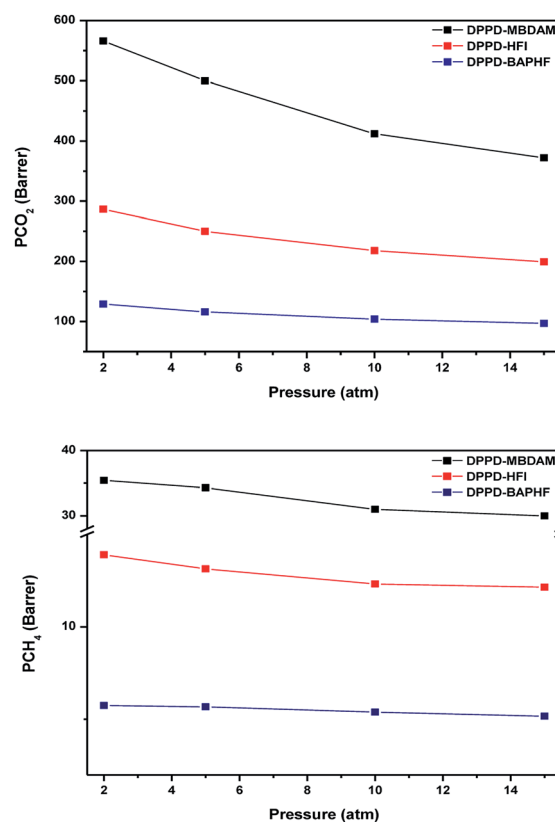 600
DPPD-MBDAM
DPPD-HFI
DPPD-BAPHF
500
400
300
200
100
PCO2 (Barrer)
2 4 6 8 10 12 14
Pressure (atm)
40
DPPD-MBDAM
DPPD-HFI
DPPD-BAPHF
30
10
PCH4 (Barrer)
2 4 6 8 10 12 14
Pressure (atm)